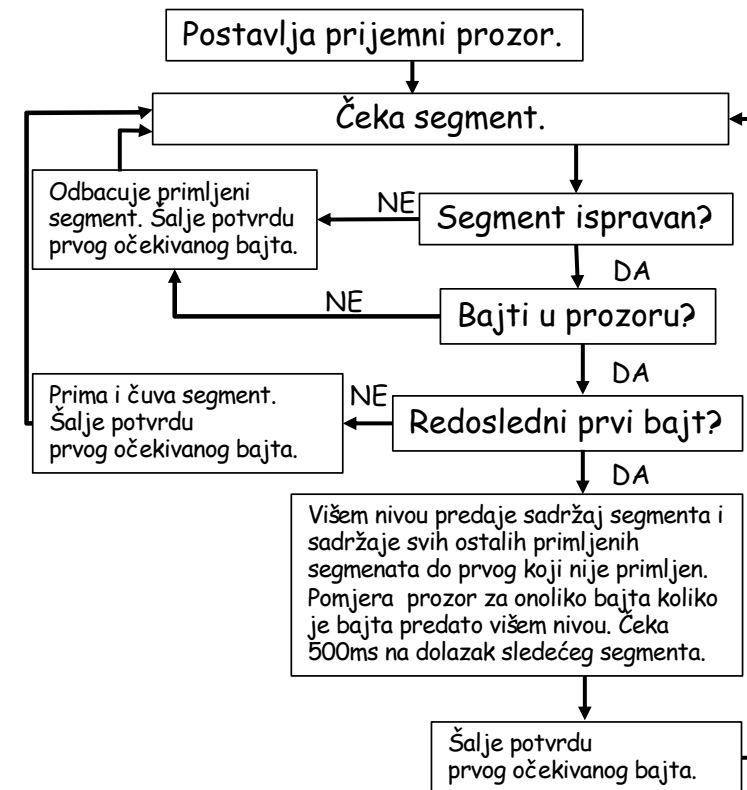 Postavlja prijemni prozor.
Čeka segment.
Odbacuje primljeni
segment. Šalje potvrdu
prvog očekivanog bajta.
NE
Segment ispravan?
DA
NE
Bajti u prozoru?
DA
Prima i čuva segment.
Šalje potvrdu
prvog očekivanog bajta.
NE
Redosledni prvi bajt?
DA
Višem nivou predaje sadržaj segmenta i
sadržaje svih ostalih primljenih
segmenata do prvog koji nije primljen.
Pomjera prozor za onoliko bajta koliko
je bajta predato višem nivou. Čeka
500ms na dolazak sledećeg segmenta.
Šalje potvrdu
prvog očekivanog bajta.